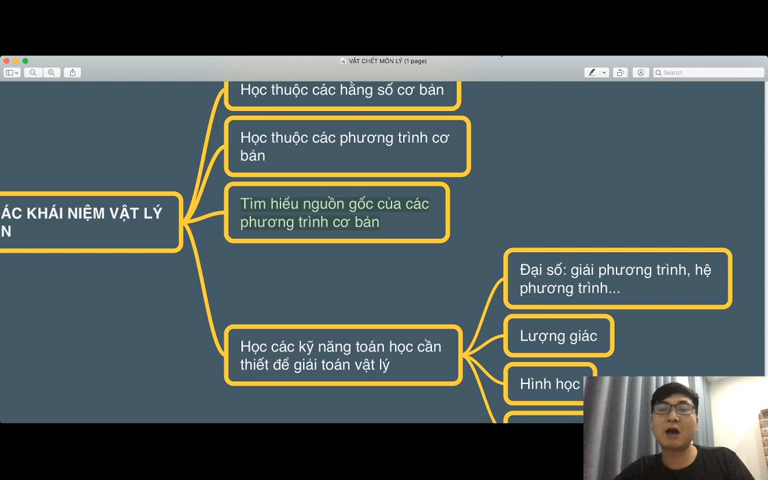 VẬT CHẾT MÔN LÝ (1 page)
Search
Học thuộc các hằng số cơ bản
Học thuộc các phương trình cơ
bản
Tìm hiểu nguồn gốc của các
phương trình cơ bản
ÁC KHÁI NIỆM VẬT LÝ
N
Học các kỹ năng toán học cần
thiết để giải toán vật lý
Đại số: giải phương trình, hệ
phương trình...
Lượng giác
Hình học